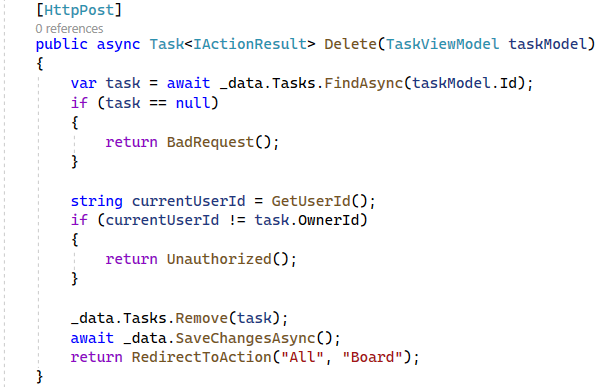 [HttpPost]
0 references
public async Task<IActionResult> Delete(TaskViewModel taskModel)
{
    var task = await _data.Tasks.FindAsync(taskModel.Id);
    if (task == null)
    {
        return BadRequest();
    }

    string currentUserId = GetUserId();
    if (currentUserId != task.OwnerId)
    {
        return Unauthorized();
    }

    _data.Tasks.Remove(task);
    await _data.SaveChangesAsync();
    return RedirectToAction("All", "Board");
}